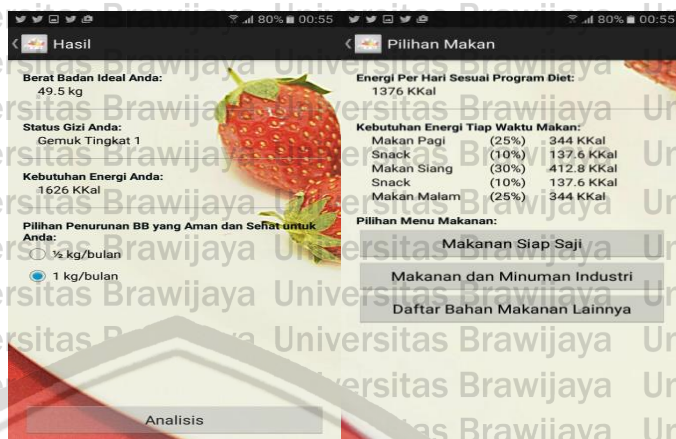 80% 00:55
Hasil
Berat Badan Ideal Anda:
49.5 kg
Status Gizi Anda:
Gemuk Tingkat 1
Kebutuhan Energi Anda:
1626 KKal
Pilihan Penurunan BB yang Aman dan Sehat untuk
Anda:
½ kg/bulan
1 kg/bulan
Analisis
80% 00:55
Pilihan Makan
Energi Per Hari Sesuai Program Diet:
1376 KKal
Kebutuhan Energi Tiap Waktu Makan:
Makan Pagi (25%) 344 KKal
Snack (10%) 137.6 KKal
Makan Siang (30%) 412.8 KKal
Snack (10%) 137.6 KKal
Makan Malam (25%) 344 KKal
Pilihan Menu Makanan:
Makanan Siap Saji
Makanan dan Minuman Industri
Daftar Bahan Makanan Lainnya
Universitas Brawijaya